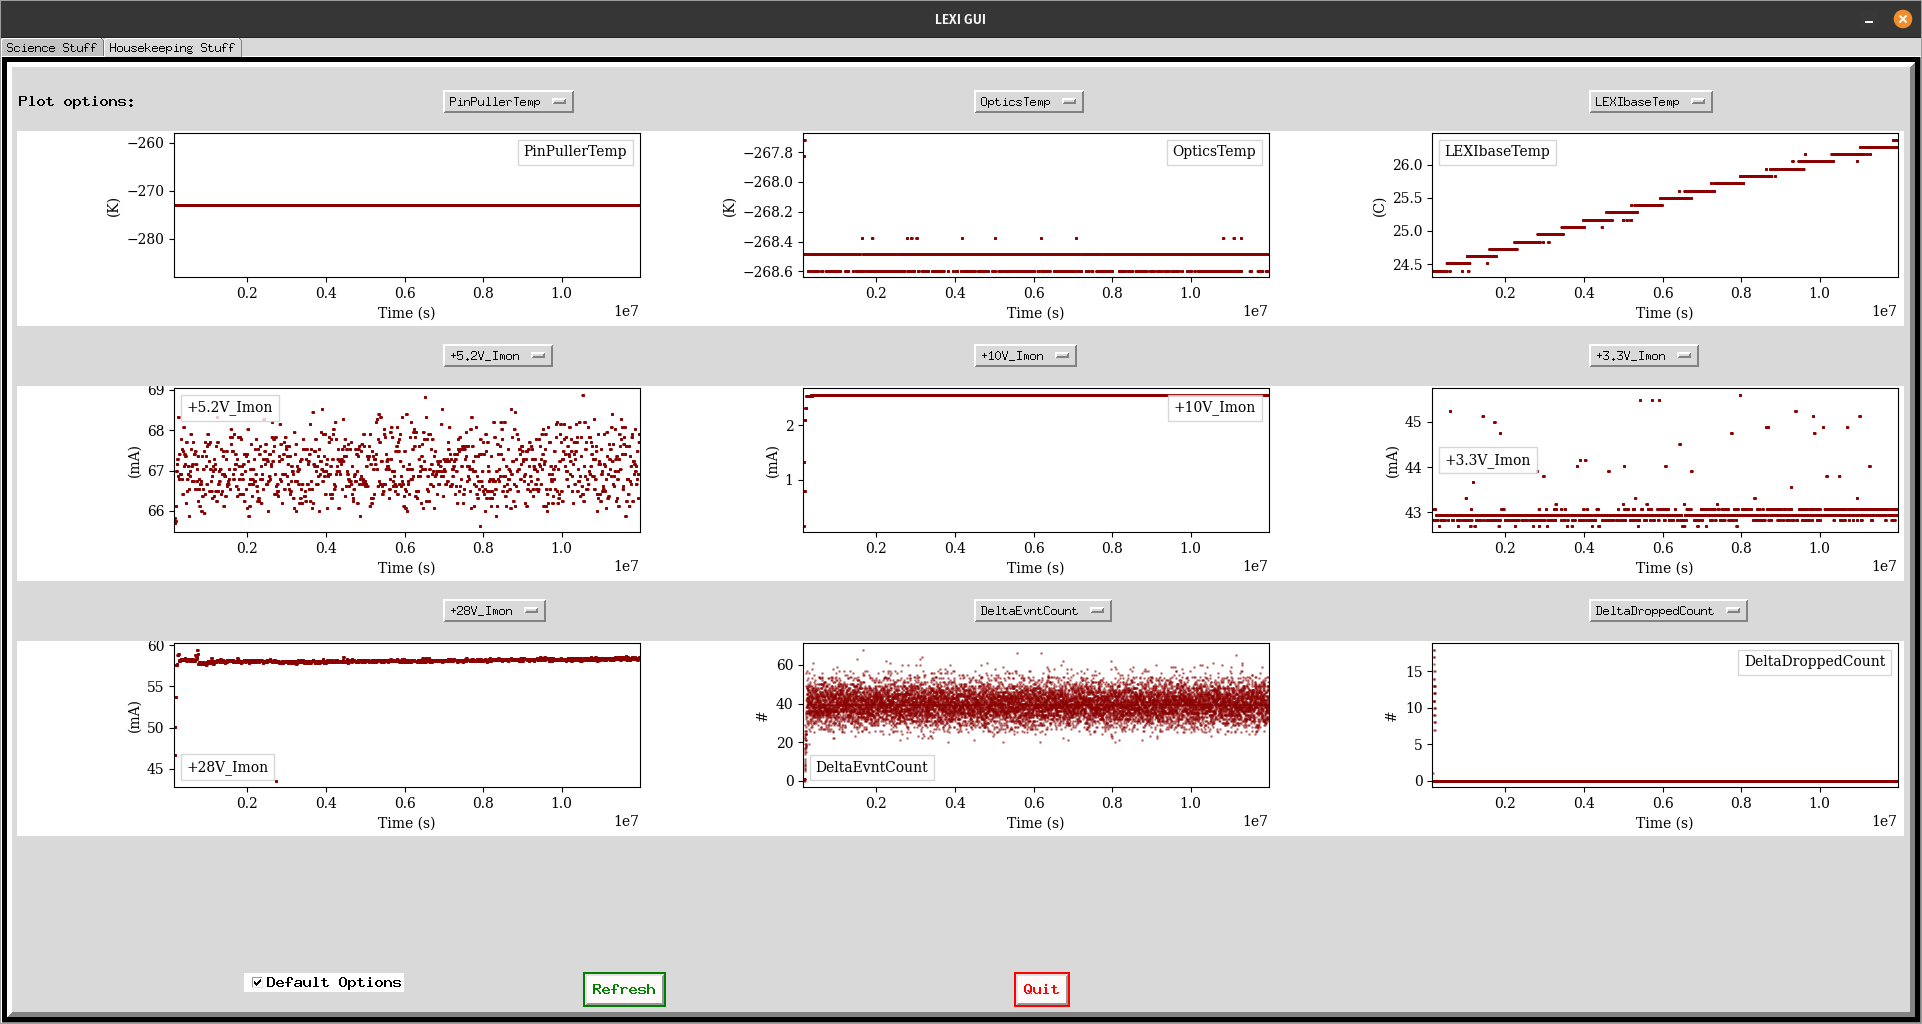 LEXI GUI
Science Stuff Housekeeping Stuff
Plot options: PinPullerTemp OpticsTemp LEXIbaseTemp
−260
−270
−280
(K)
PinPullerTemp
0.2 0.4 0.6 0.8 1.0
Time (s) 1e7
−267.8
−268.0
−268.2
−268.4
−268.6
(K)
OpticsTemp
0.2 0.4 0.6 0.8 1.0
Time (s) 1e7
26.0
25.5
25.0
24.5
(C)
LEXIbaseTemp
0.2 0.4 0.6 0.8 1.0
Time (s) 1e7
+5.2V_Imon +10V_Imon +3.3V_Imon
69
68
67
66
(mA)
+5.2V_Imon
0.2 0.4 0.6 0.8 1.0
Time (s) 1e7
2
1
(mA)
+10V_Imon
0.2 0.4 0.6 0.8 1.0
Time (s) 1e7
45
44
43
(mA)
+3.3V_Imon
0.2 0.4 0.6 0.8 1.0
Time (s) 1e7
+28V_Imon DeltaEvntCount DeltaDroppedCount
60
55
50
45
(mA)
+28V_Imon
0.2 0.4 0.6 0.8 1.0
Time (s) 1e7
60
40
20
0
#
DeltaEvntCount
0.2 0.4 0.6 0.8 1.0
Time (s) 1e7
15
10
5
0
#
DeltaDroppedCount
0.2 0.4 0.6 0.8 1.0
Time (s) 1e7
Default Options Refresh Quit